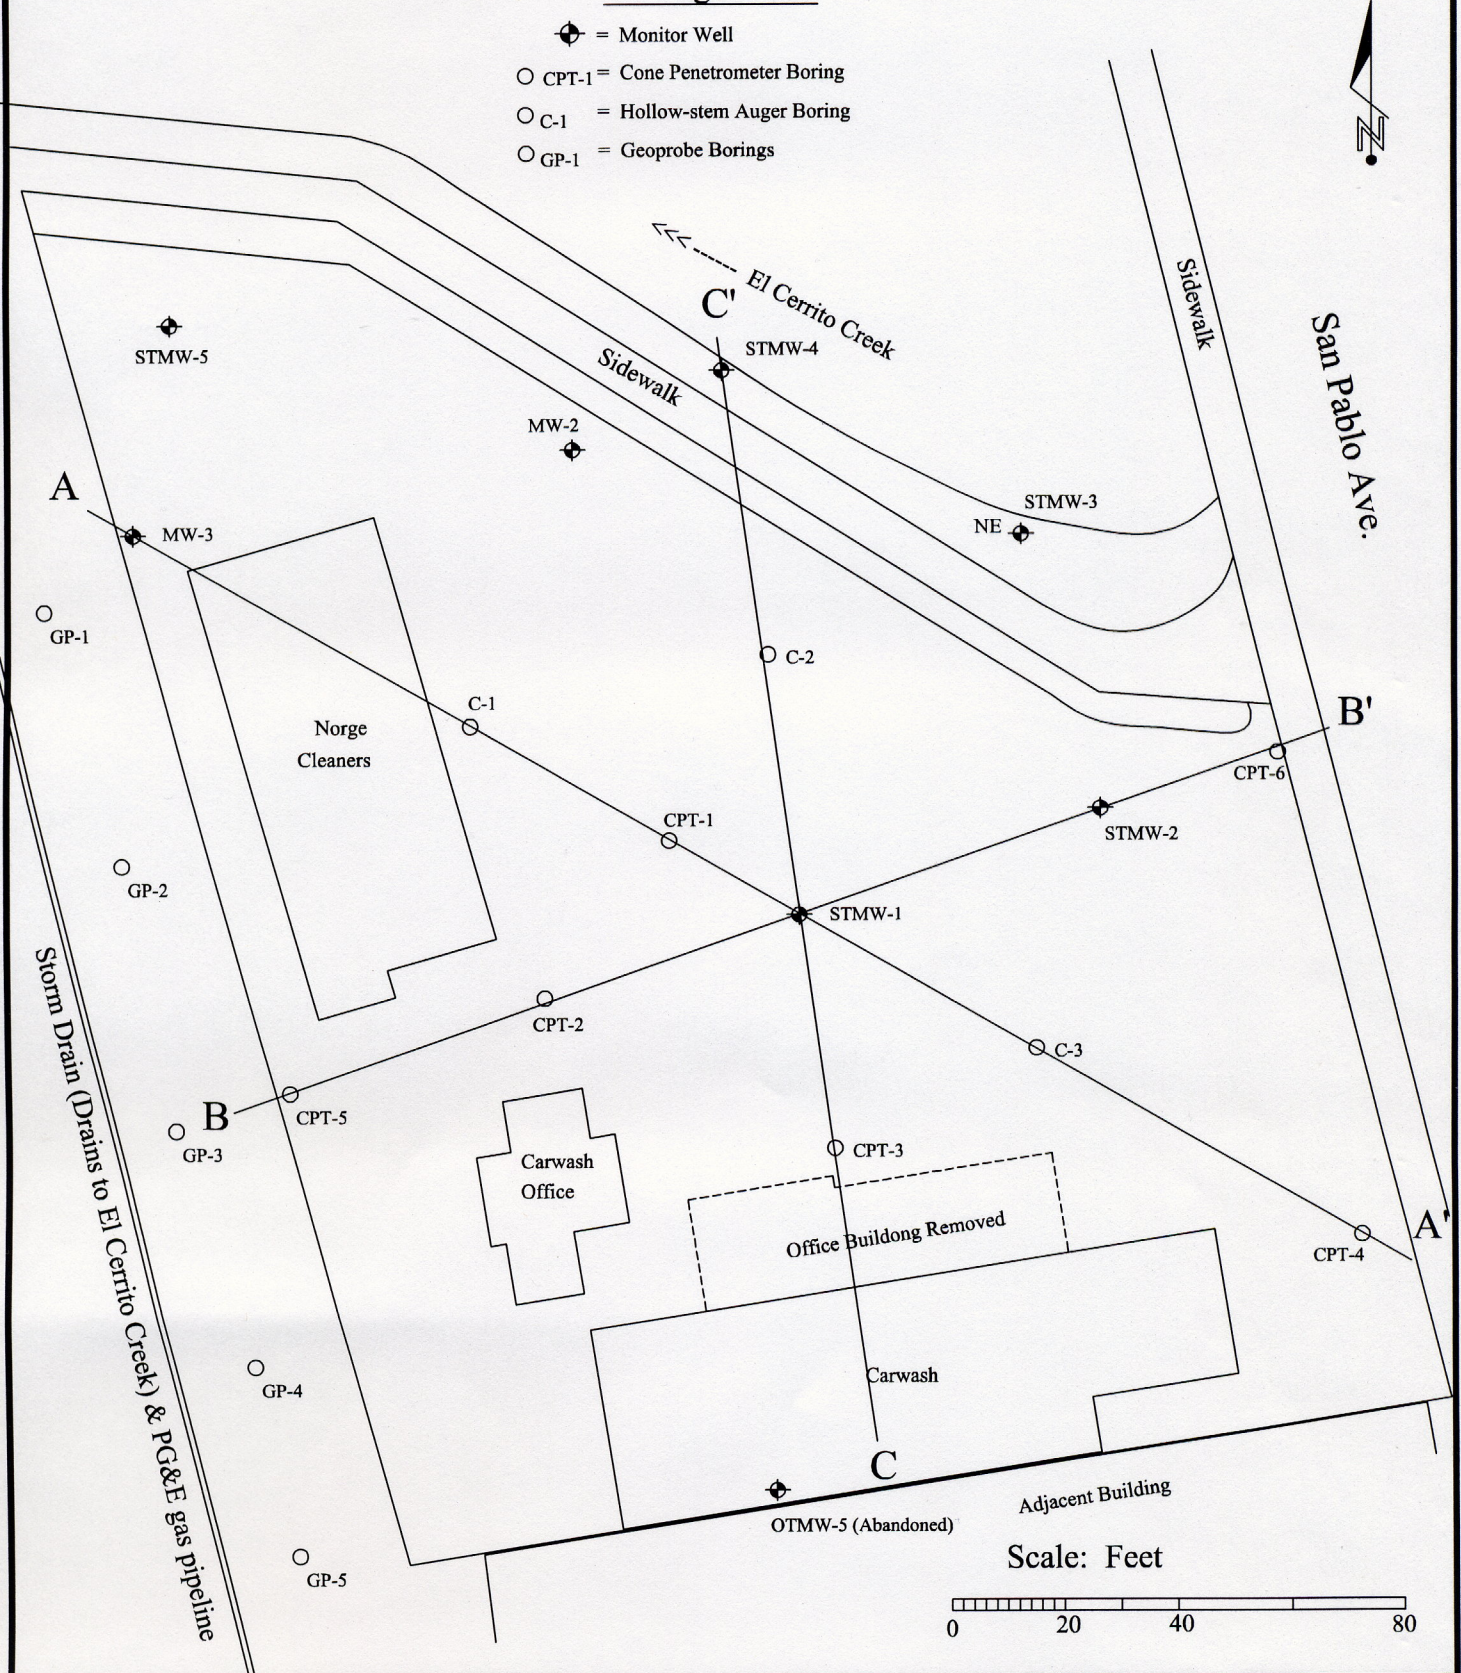 = Monitor Well
CPT-1 = Cone Penetrometer Boring
C-1 = Hollow-stem Auger Boring
GP-1 = Geoprobe Borings
N
El Cerrito Creek
C'
STMW-4
Sidewalk
Sidewalk
San Pablo Ave.
STMW-5
MW-2
A
MW-3
STMW-3
NE
GP-1
C-2
C-1
Norge
Cleaners
B'
CPT-6
CPT-1
STMW-2
GP-2
STMW-1
CPT-2
C-3
B
CPT-5
GP-3
CPT-3
Carwash
Office
Office Buildong Removed
A'
CPT-4
Storm Drain (Drains to El Cerrito Creek) & PG&E gas pipeline
GP-4
Carwash
C
Adjacent Building
OTMW-5 (Abandoned)
GP-5
Scale: Feet
0 20 40 80